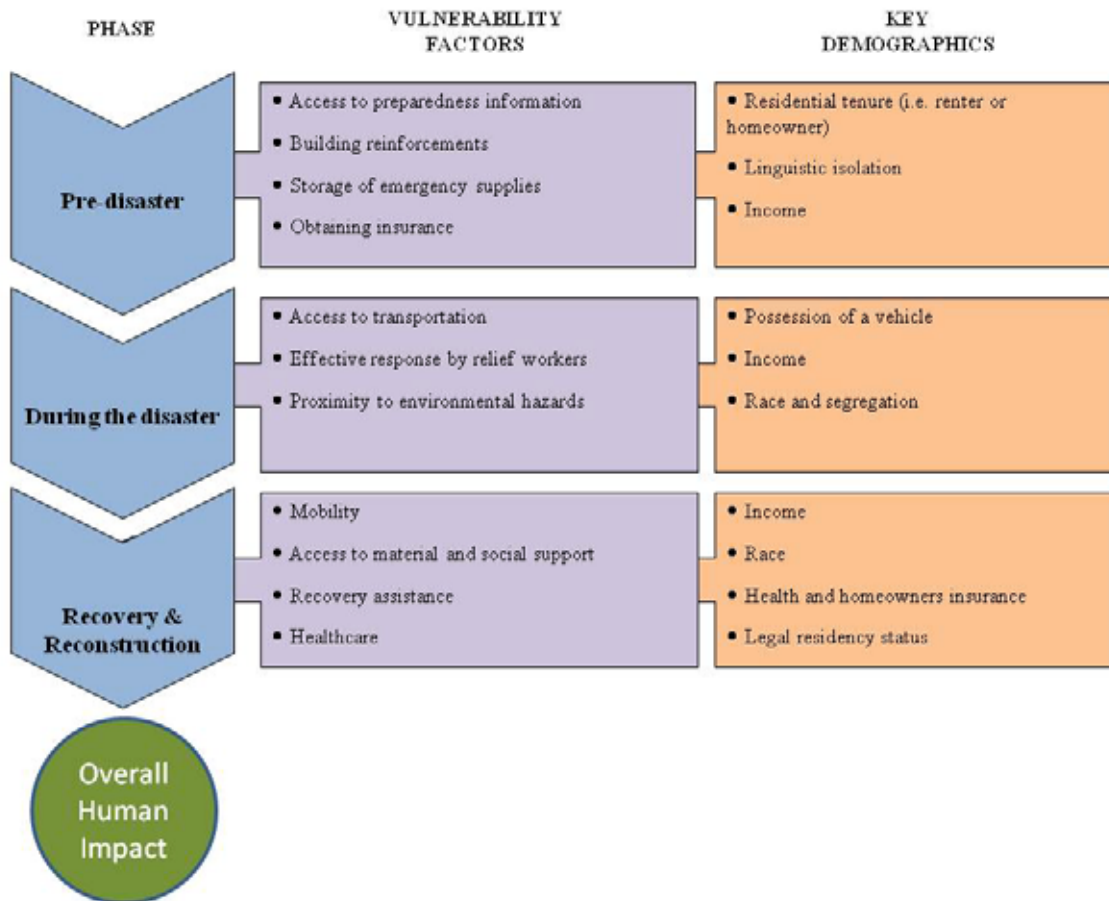 PHASE
VULNERABILITY
FACTORS
KEY
DEMOGRAPHICS
Pre-disaster
• Access to preparedness information
• Building reinforcements
• Storage of emergency supplies
• Obtaining insurance
• Residential tenure (i.e. renter or
homeowner)
• Linguistic isolation
• Income
During the disaster
• Access to transportation
• Effective response by relief workers
• Proximity to environmental hazards
• Possession of a vehicle
• Income
• Race and segregation
Recovery &
Reconstruction
• Mobility
• Access to material and social support
• Recovery assistance
• Healthcare
• Income
• Race
• Health and homeowners insurance
• Legal residency status
Overall
Human
Impact